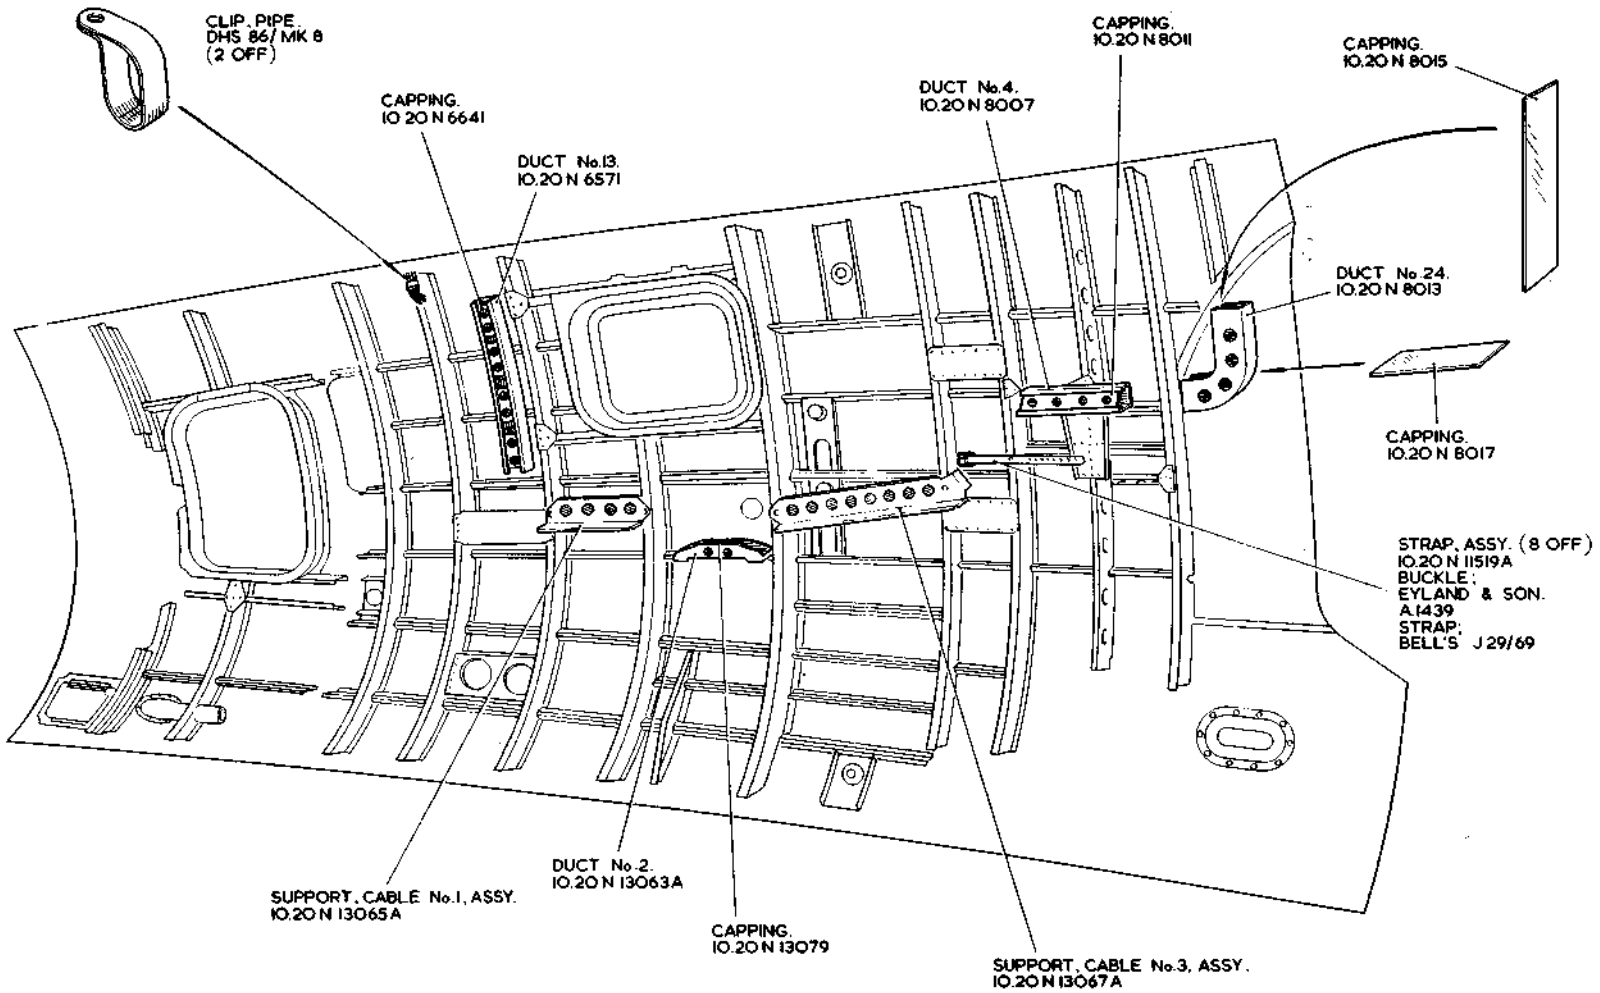 CLIP, PIPE.
DHS 86/MK 8
(2 OFF)
CAPPING.
10.20 N 6641
DUCT No.13.
10.20 N 6571
DUCT No.4.
10.20 N 8007
CAPPING.
10.20 N 8011
CAPPING.
10.20 N 8015
DUCT No.24.
10.20 N 8013
CAPPING.
10.20 N 8017
STRAP, ASSY. (8 OFF)
10.20 N 11519A
BUCKLE;
EYLAND & SON.
A.1439
STRAP;
BELL'S J 29/69
SUPPORT, CABLE No.1, ASSY.
10.20 N 13065A
DUCT No.2.
10.20 N 13063A
CAPPING.
10.20 N 13079
SUPPORT, CABLE No.3, ASSY.
10.20 N 13067A